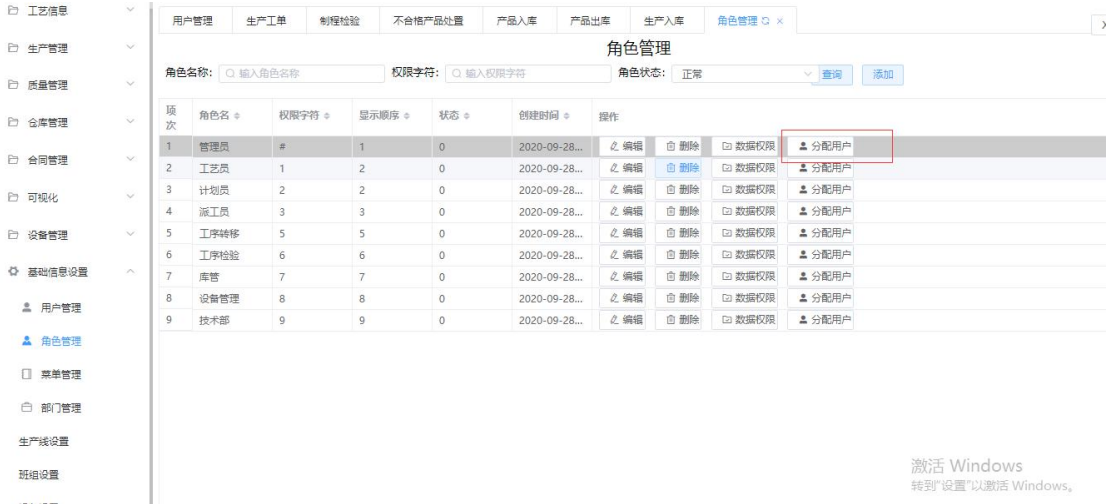 工艺信息
生产管理
质量管理
仓库管理
合同管理
可视化
设备管理
基础信息设置
用户管理
角色管理
菜单管理
部门管理
生产线设置
班组设置
用户管理 生产工单 制程检验 不合格产品处置 产品入库 产品出库 生产入库 角色管理
角色管理
角色名称: 输入角色名称 权限字符: 输入权限字符 角色状态: 正常 查询 添加
项次 角色名 权限字符 显示顺序 状态 创建时间 操作
1 管理员 # 1 0 2020-09-28... 编辑 删除 数据权限 分配用户
2 工艺员 1 2 0 2020-09-28... 编辑 删除 数据权限 分配用户
3 计划员 2 2 0 2020-09-28... 编辑 删除 数据权限 分配用户
4 派工员 3 3 0 2020-09-28... 编辑 删除 数据权限 分配用户
5 工序转移 5 5 0 2020-09-28... 编辑 删除 数据权限 分配用户
6 工序检验 6 6 0 2020-09-28... 编辑 删除 数据权限 分配用户
7 库管 7 7 0 2020-09-28... 编辑 删除 数据权限 分配用户
8 设备管理 8 8 0 2020-09-28... 编辑 删除 数据权限 分配用户
9 技术部 9 9 0 2020-09-28... 编辑 删除 数据权限 分配用户
激活 Windows
转到"设置"以激活 Windows。